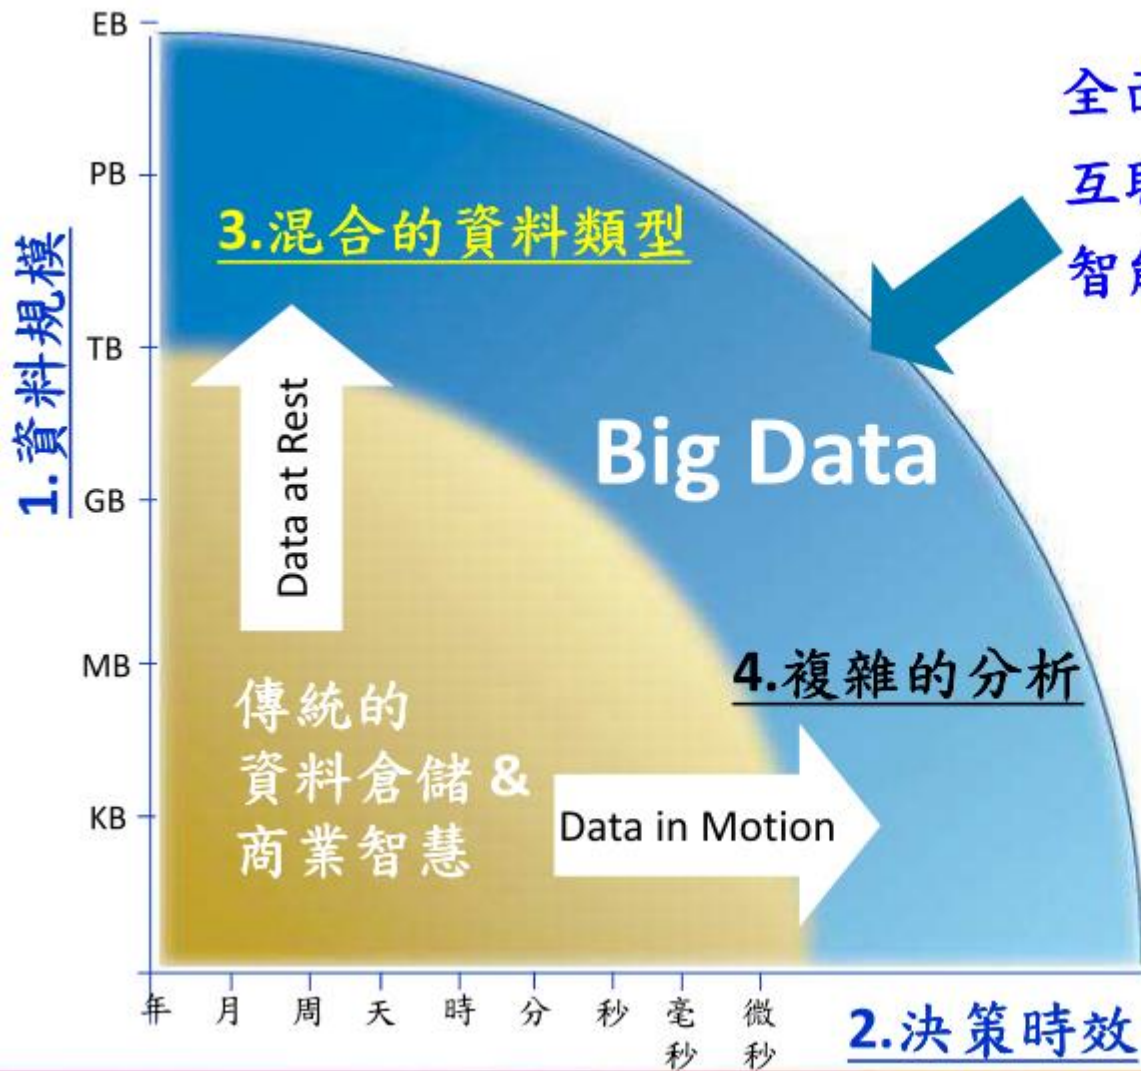 EB
PB
TB
GB
MB
KB
1.資料規模
3.混合的資料類型
Data at Rest
Big Data
4.複雜的分析
傳統的
資料倉儲 &
商業智慧
Data in Motion
年 月 周 天 時 分 秒 毫秒 微秒
2.決策時效
互
智